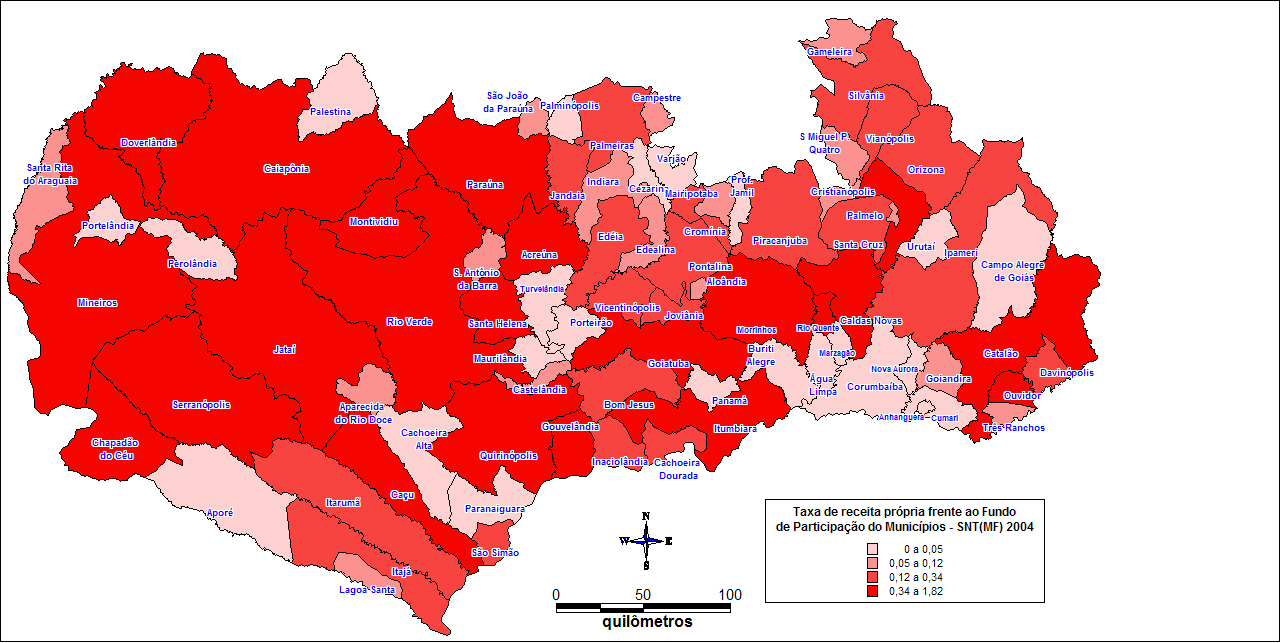 Gameleira
São João
da Paraúna
Palminópolis
Campestre
Silvânia
Palestina
Doverlândia
Palmeiras
S Miguel P.
Quatro
Vianópolis
Varjão
Santa Rita
do Araguaia
Caiapônia
Orizona
Paraúna
Indiara
Cezarin
Prof.
Jamil
Jandaia
Mairipotaba
Cristianópolis
Portelândia
Montividiu
Palmelo
Edéia
Cromínia
Piracanjuba
Santa Cruz
Urutaí
Ipameri
Acreúna
Edealina
Perolândia
Campo Alegre
de Goiás
S. Antônio
da Barra
Pontalina
Aloândia
Turvelândia
Mineiros
Vicentinópolis
Joviânia
Rio Verde
Santa Helena
Porteirão
Morrinhos
Rio Quente
Caldas Novas
Jataí
Maurilândia
Goiatuba
Buriti
Alegre
Marzagão
Catalão
Nova Aurora
Davinópolis
Água
Limpa
Corumbaíba
Goiandira
Castelândia
Serranópolis
Aparecida
do Rio Doce
Bom Jesus
Panamá
Ouvidor
Anhanguera
Cumari
Três Ranchos
Gouvelândia
Itumbiara
Cachoeira
Alta
Chapadão
do Céu
Quirinópolis
Inaciolândia
Cachoeira
Dourada
Caçu
Itarumã
Aporé
Paranaiguara
São Simão
Itajá
Lagoa Santa
N
W E
S
0 50 100
quilômetros
Taxa de receita própria frente ao Fundo
de Participação do Municípios - SNT(MF) 2004
0 a 0,05
0,05 a 0,12
0,12 a 0,34
0,34 a 1,82